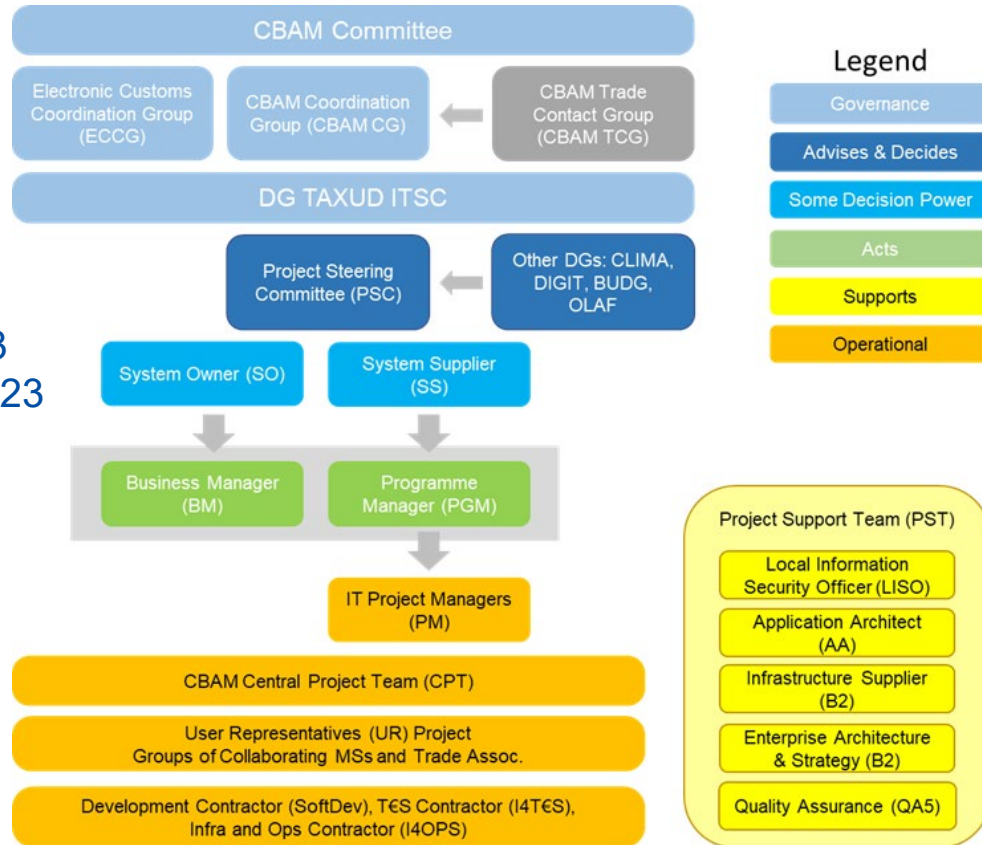 CBAM Committee
Electronic Customs
Coordination Group
(ECCG)
CBAM Coordination
Group (CBAM CG)
CBAM Trade
Contact Group
(CBAM TCG)
DG TAXUD ITSC
Project Steering
Committee (PSC)
Other DGs: CLIMA,
DIGIT, BUDG,
OLAF
23
System Owner (SO)
System Supplier
(SS)
Business Manager
(BM)
Programme
Manager (PGM)
IT Project Managers
(PM)
CBAM Central Project Team (CPT)
User Representatives (UR) Project
Groups of Collaborating MSs and Trade Assoc.
Development Contractor (SoftDev), T€S Contractor (I4T€S),
Infra and Ops Contractor (I4OPS)
Legend
Governance
Advises & Decides
Some Decision Power
Acts
Supports
Operational
Project Support Team (PST)
Local Information
Security Officer (LISO)
Application Architect
(AA)
Infrastructure Supplier
(B2)
Enterprise Architecture
& Strategy (B2)
Quality Assurance (QA5)